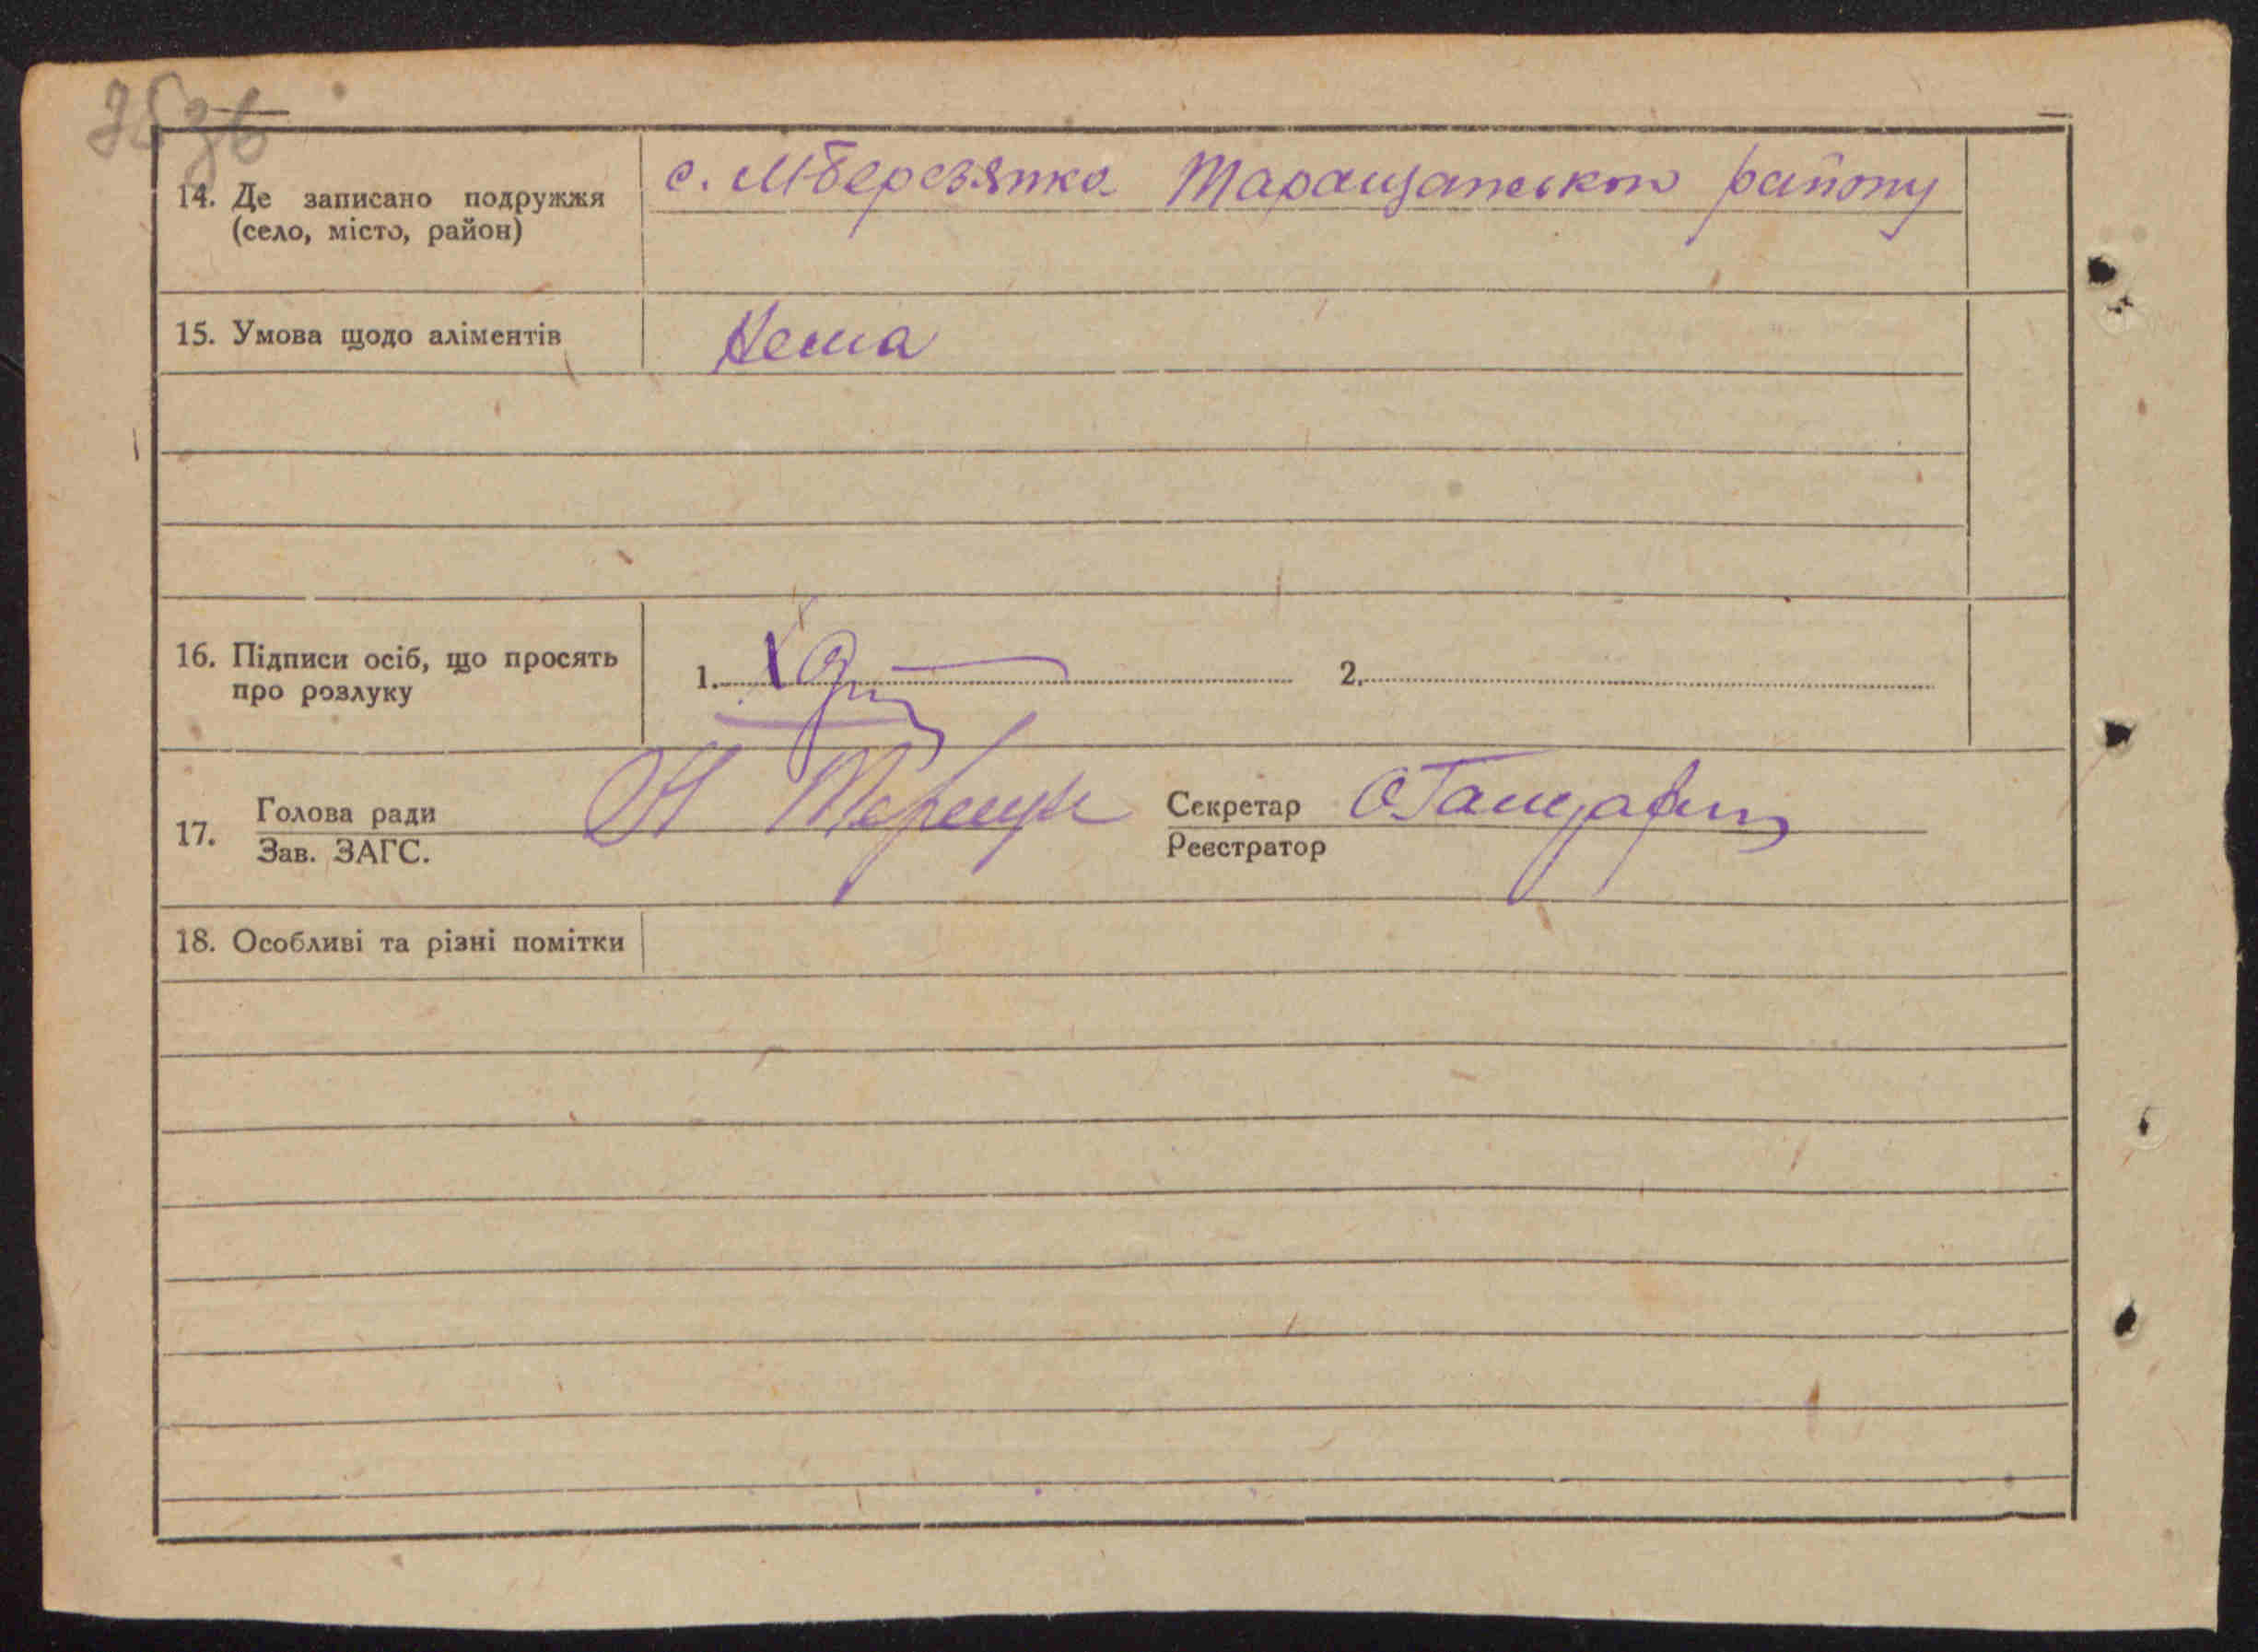 14. Де записано подружжя
(село, місто, район)
с. М Березянка Таращанського району
15. Умова щодо аліментів
Нема
16. Підписи осіб, що просять
про розлуку
1.
2.
17. Голова ради
Зав. ЗАГС.
Секретар
Реєстратор
18. Особливі та різні помітки